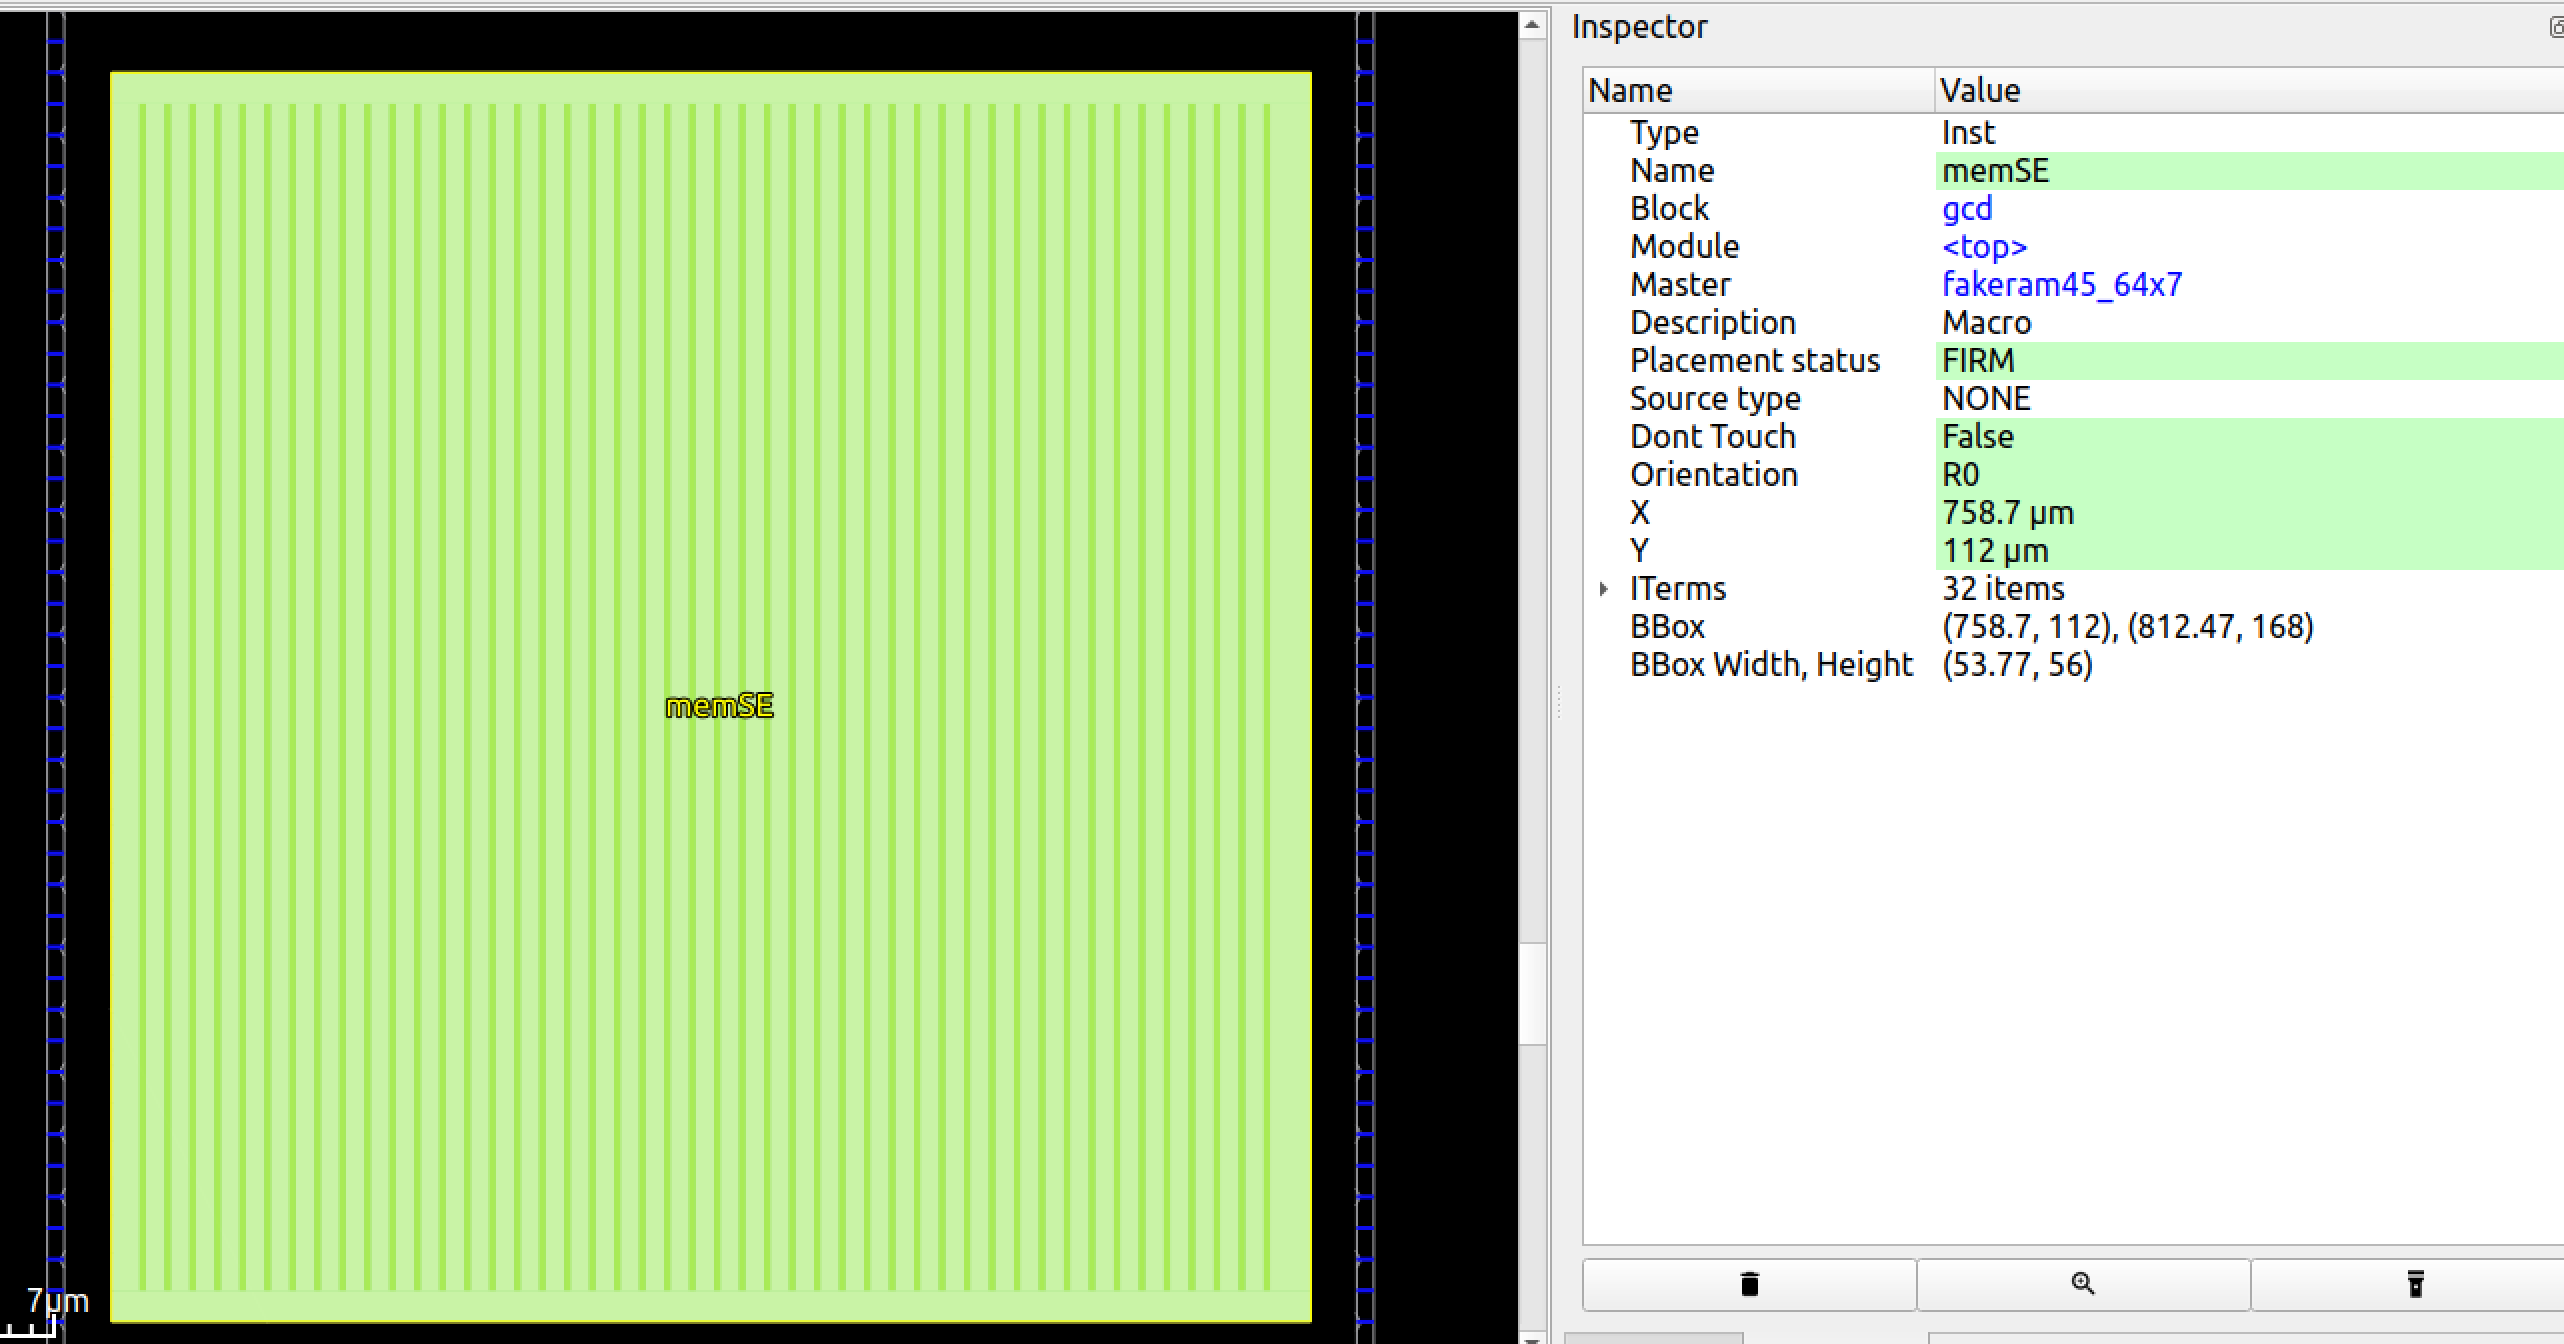 Inspector
Name Value
Type Inst
Name memSE
Block gcd
Module <top>
Master fakeram45_64x7
Description Macro
Placement status FIRM
Source type NONE
Dont Touch False
Orientation R0
X 758.7 μm
Y 112 μm
ITerms 32 items
BBox (758.7, 112), (812.47, 168)
BBox Width, Height (53.77, 56)
memSE
7μm